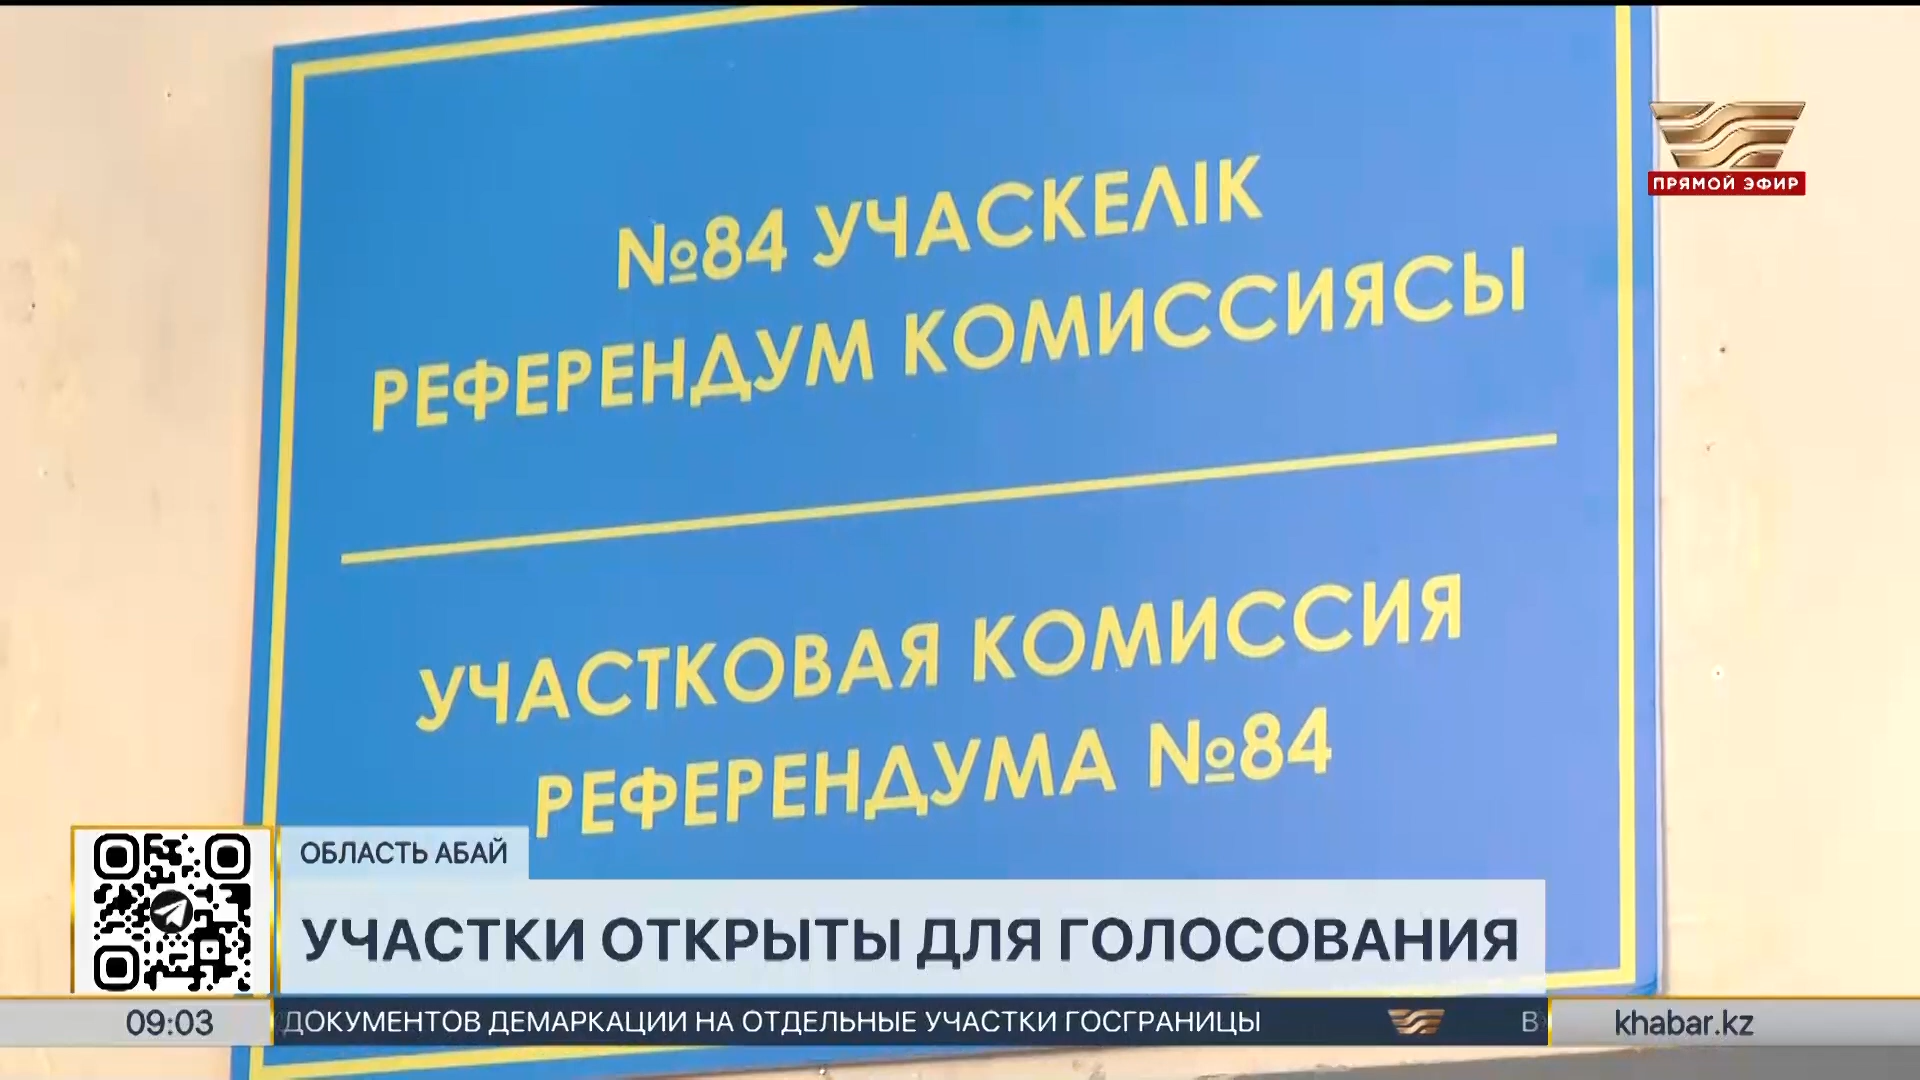 ПРЯМОЙ ЭФИР
№84 УЧАСКЕЛІК
РЕФЕРЕНДУМ КОМИССИЯСЫ
УЧАСТКОВАЯ КОМИССИЯ
РЕФЕРЕНДУМА №84
ОБЛАСТЬ АБАЙ
УЧАСТКИ ОТКРЫТЫ ДЛЯ ГОЛОСОВАНИЯ
09:03
ДОКУМЕНТОВ ДЕМАРКАЦИИ НА ОТДЕЛЬНЫЕ УЧАСТКИ ГОСГРАНИЦЫ
khabar.kz